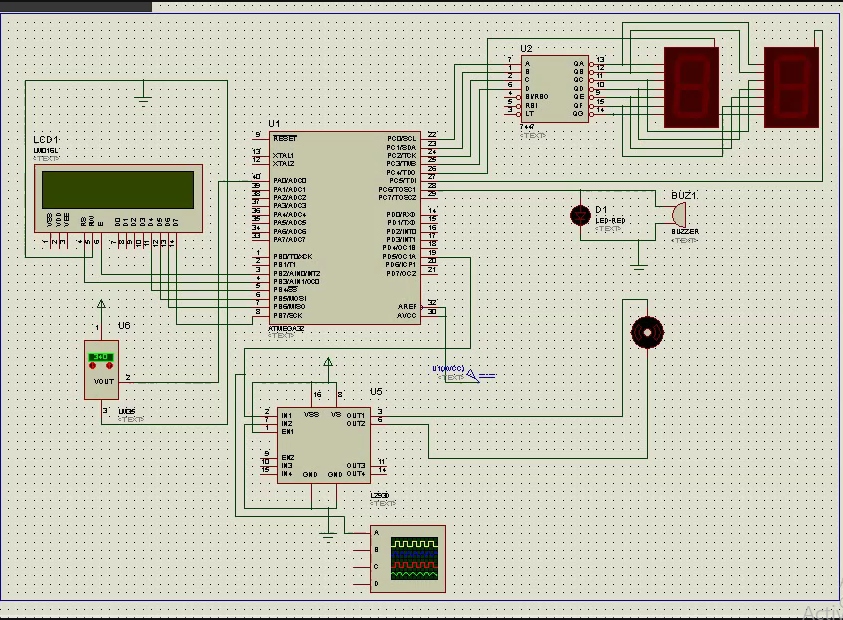 U2
7 A QA 13
1 B QB 12
2 C QC 11
6 D QD 10
4 BI/RBO QE 9
5 RBI QF 15
3 LT QG 14
7447
<TEXT>
U1
9 RESET PC0/SCL 22
PC1/SDA 23
13 XTAL1 PC2/TCK 24
12 XTAL2 PC3/TMS 25
PC4/TDO 26
40 PA0/ADC0 PC5/TDI 27
39 PA1/ADC1 PC6/TOSC1 28
38 PA2/ADC2 PC7/TOSC2 29
37 PA3/ADC3
36 PA4/ADC4 PD0/RXD 14
35 PA5/ADC5 PD1/TXD 15
34 PA6/ADC6 PD2/INT0 16
33 PA7/ADC7 PD3/INT1 17
PD4/OC1B 18
1 PB0/T0/XCK PD5/OC1A 19
2 PB1/T1 PD6/ICP1 20
3 PB2/AIN0/INT2 PD7/OC2 21
4 PB3/AIN1/OC0
5 PB4/SS
6 PB5/MOSI
7 PB6/MISO AREF 32
8 PB7/SCK AVCC 30
ATMEGA32
<TEXT>
LCD1
LM016L
<TEXT>
VSS VDD VEE RS RW E D0 D1 D2 D3 D4 D5 D6 D7
1 2 3 4 5 6 7 8 9 10 11 12 13 14
D1
LED-RED
<TEXT>
BUZ1
BUZZER
<TEXT>
U6
1
34.0
VOUT 2
3
LM35
<TEXT>
U1(AVCC)
<TEXT>
U5
16 8
2 IN1 VSS VS OUT1 3
7 IN2 OUT2 6
1 EN1
9 EN2
10 IN3 OUT3 11
15 IN4 GND GND OUT4 14
L293D
<TEXT>
A
B
C
D
Activ